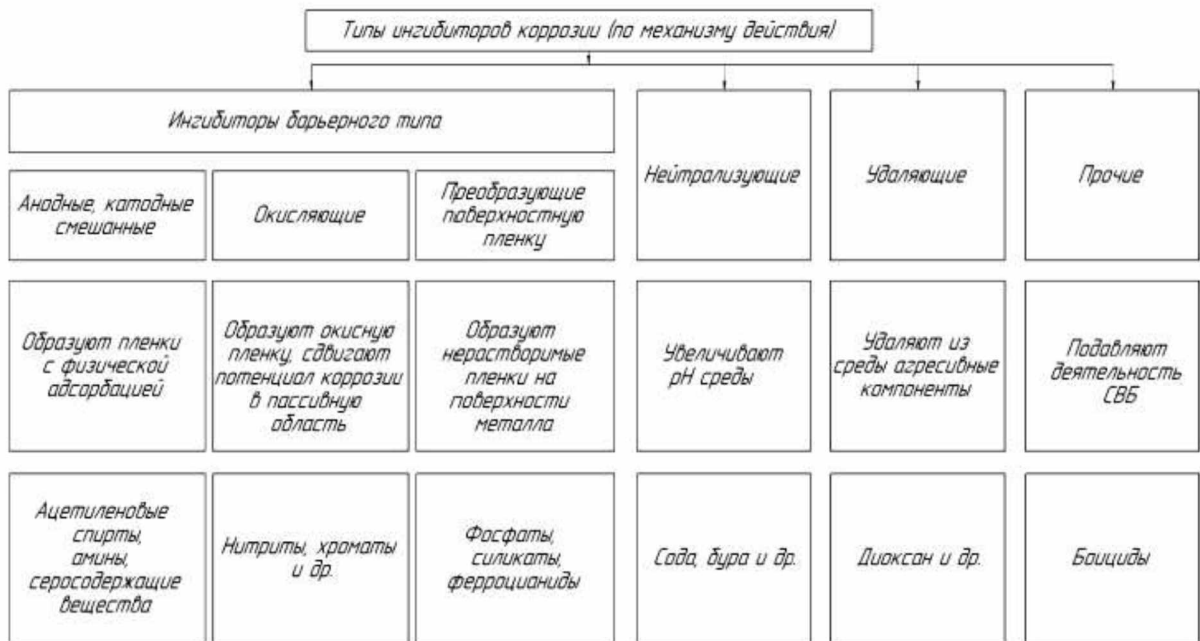 Типы ингибиторов коррозии (по механизму действия)
Ингибиторы барьерного типа
Нейтрализующие
Удаляющие
Прочие
Анодные, катодные
смешанные
Окисляющие
Преобразующие
поверхностную
пленку
Образуют пленки
с физической
адсорбацией
Образуют окисную
пленку, сдвигают
потенциал коррозии
в пассивную
область
Образуют
нерастворимые
пленки на
поверхности
металла
Увеличивают
pH среды
Удаляют из
среды агресивные
компоненты
Подавляют
деятельность
СВБ
Ацетиленовые
спирты,
амины,
серосодержащие
вещества
Нитриты, хроматы
и др.
Фосфаты,
силикаты,
ферроцианиды
Сода, бура и др.
Диоксан и др.
Боициды